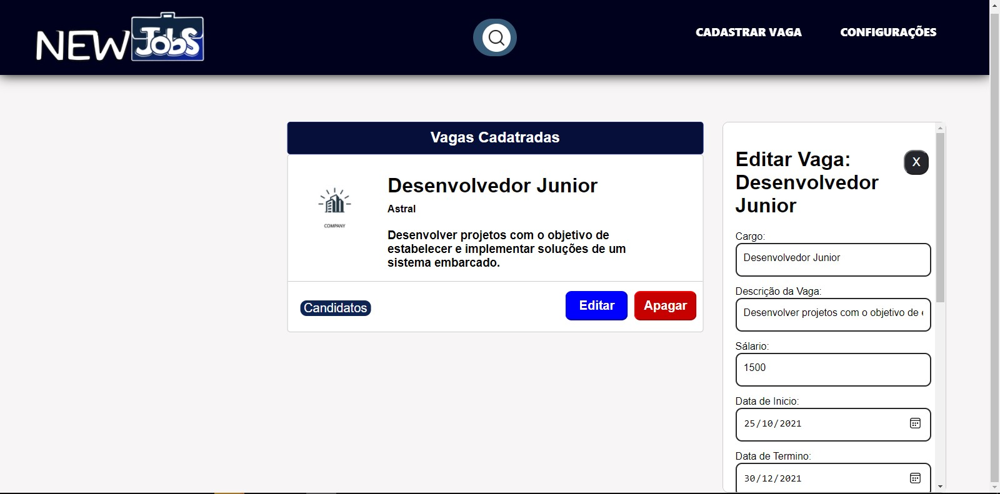 NEW JobS
CADASTRAR VAGA
CONFIGURAÇÕES
Vagas Cadatradas
COMPANY
Desenvolvedor Junior
Astral
Desenvolver projetos com o objetivo de
estabelecer e implementar soluções de um
sistema embarcado.
Candidatos
Editar
Apagar
Editar Vaga:
Desenvolvedor
Junior
X
Cargo:
Desenvolvedor Junior
Descrição da Vaga:
Desenvolver projetos com o objetivo de e
Sálario:
1500
Data de Inicio:
25/10/2021
Data de Termino:
30/12/2021